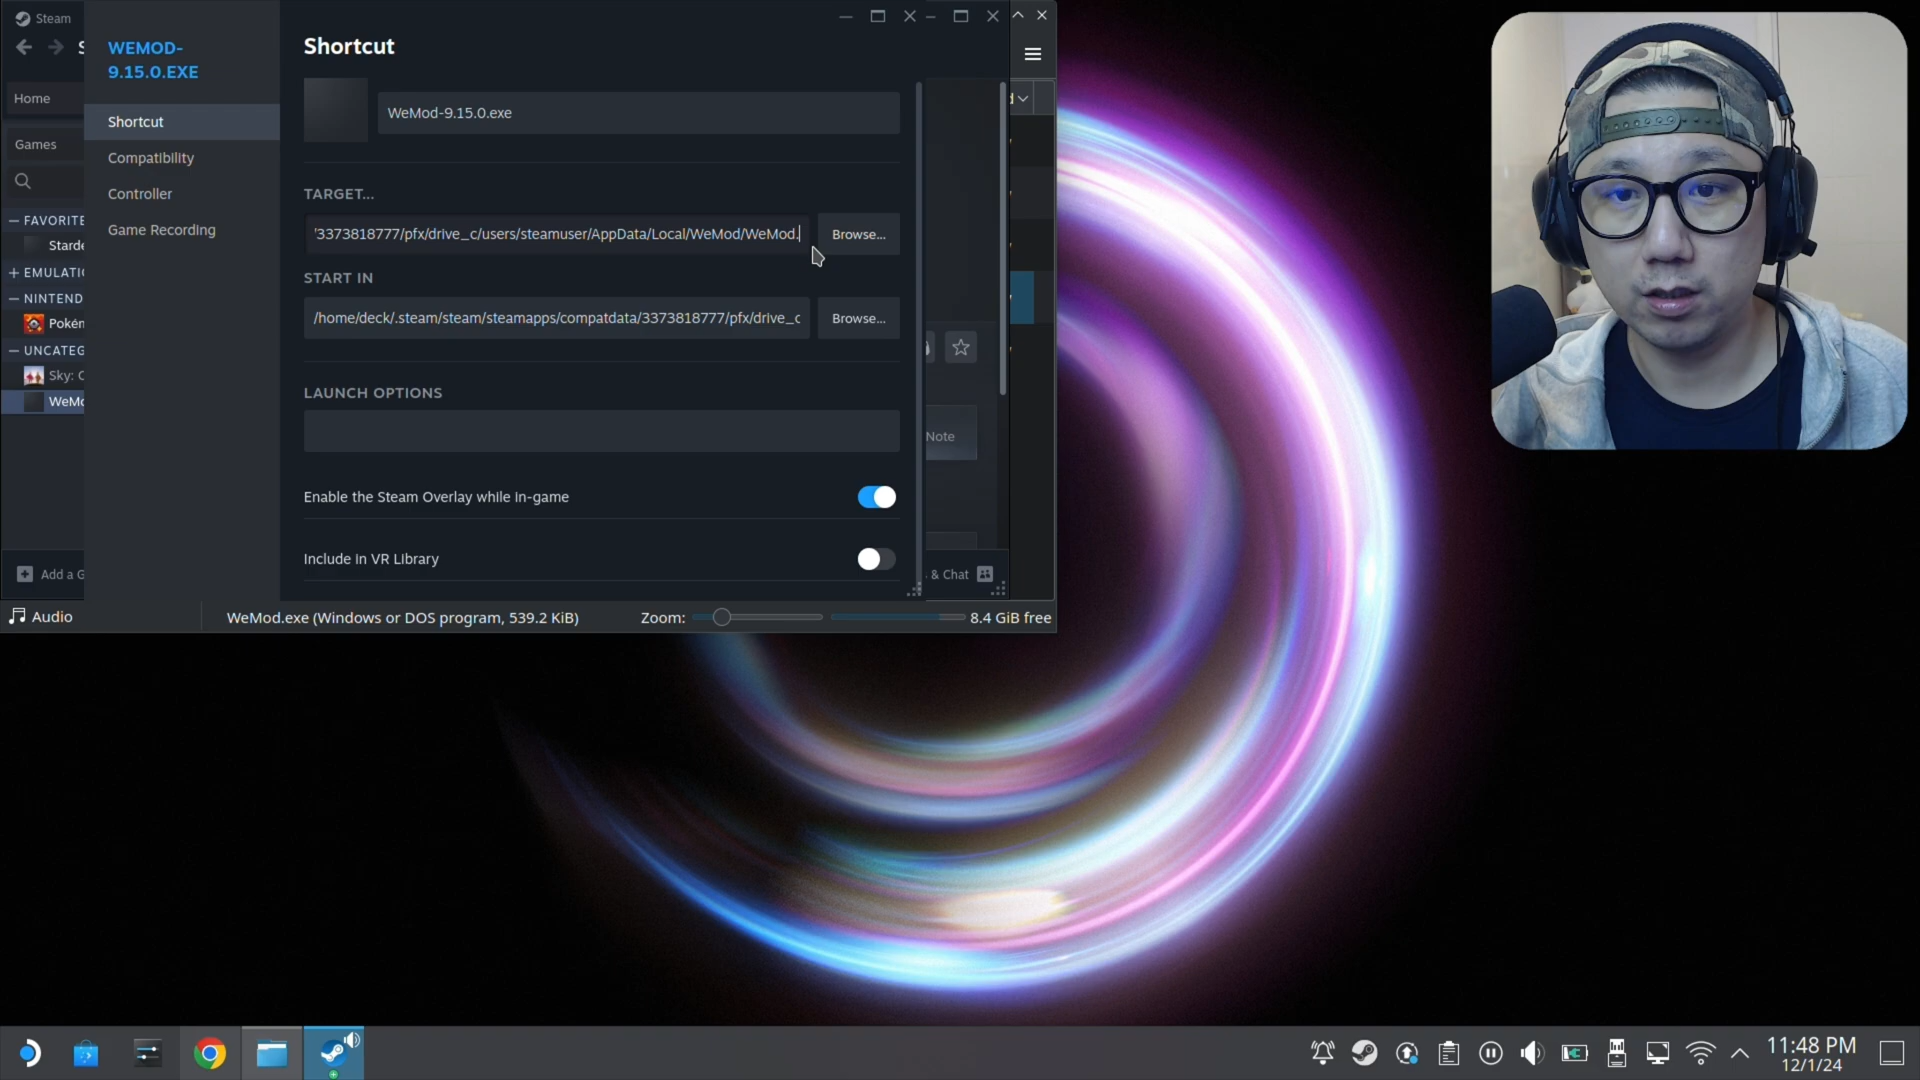 Steam
WEMOD-
9.15.0.EXE
Shortcut
Home
WeMod-9.15.0.exe
Shortcut
Games
Compatibility
TARGET...
Controller
'3373818777/pfx/drive_c/users/steamuser/AppData/Local/WeMod/WeMod.
Browse...
FAVORITE
Game Recording
Starde
EMULATI
START IN
NINTEND
/home/deck/.steam/steam/steamapps/compatdata/3373818777/pfx/drive_c
Browse...
Pokén
UNCATEG
Sky: C
LAUNCH OPTIONS
WeMo
Note
Enable the Steam Overlay while in-game
Include in VR Library
Add a G
& Chat
Audio
WeMod.exe (Windows or DOS program, 539.2 KiB)
Zoom:
8.4 GiB free
11:48 PM
12/1/24